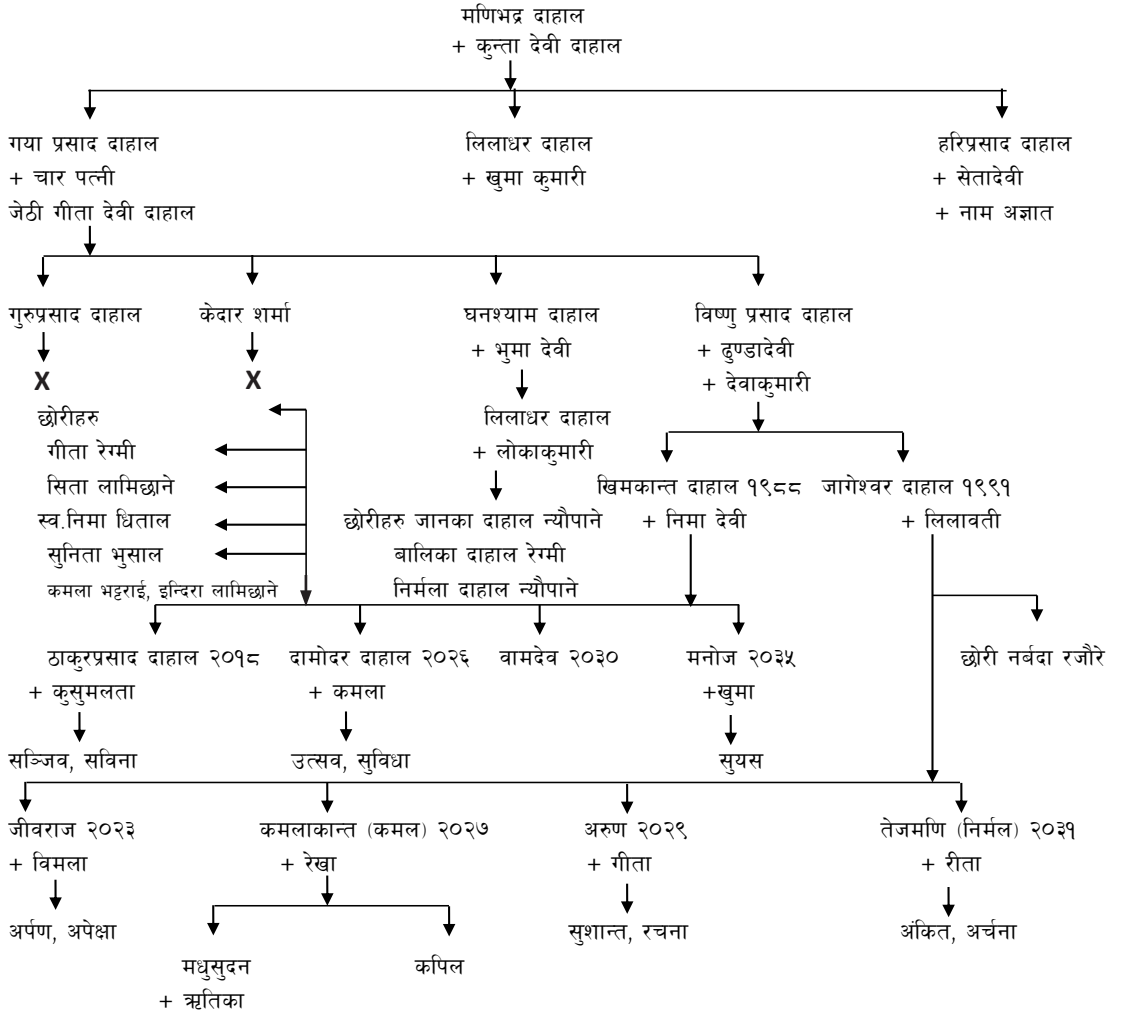 मणिभद्र दाहाल
+ कुन्ता देवी दाहाल
गया प्रसाद दाहाल
+ चार पत्नी
जेठी गीता देवी दाहाल
लिलाधर दाहाल
+ खुमा कुमारी
हरिप्रसाद दाहाल
+ सेतादेवी
+ नाम अज्ञात
गुरुप्रसाद दाहाल
X
केदार शर्मा
X
घनश्याम दाहाल
+ भुमा देवी
लिलाधर दाहाल
+ लोकाकुमारी
छोरीहरु जानका दाहाल न्यौपाने
बालिका दाहाल रेग्मी
निर्मला दाहाल न्यौपाने
विष्णु प्रसाद दाहाल
+ ढुण्डादेवी
+ देवाकुमारी
खिमकान्त दाहाल १९८८
+ निमा देवी
जागेश्वर दाहाल १९९१
+ लिलावती
छोरीहरु
गीता रेग्मी
सिता लामिछाने
स्व.निमा धिताल
सुनिता भुसाल
कमला भट्टराई, इन्दिरा लामिछाने
ठाकुरप्रसाद दाहाल २०१८
+ कुसुमलता
सञ्जिव, सविना
दामोदर दाहाल २०२६
+ कमला
उत्सव, सुविधा
वामदेव २०३०
मनोज २०३५
+खुमा
सुयस
छोरी नर्बदा रजौरे
जीवराज २०२३
+ विमला
अर्पण, अपेक्षा
कमलाकान्त (कमल) २०२७
+ रेखा
मधुसुदन
+ ऋतिका
कपिल
अरुण २०२९
+ गीता
सुशान्त, रचना
तेजमणि (निर्मल) २०३१
+ रीता
अंकित, अर्चना